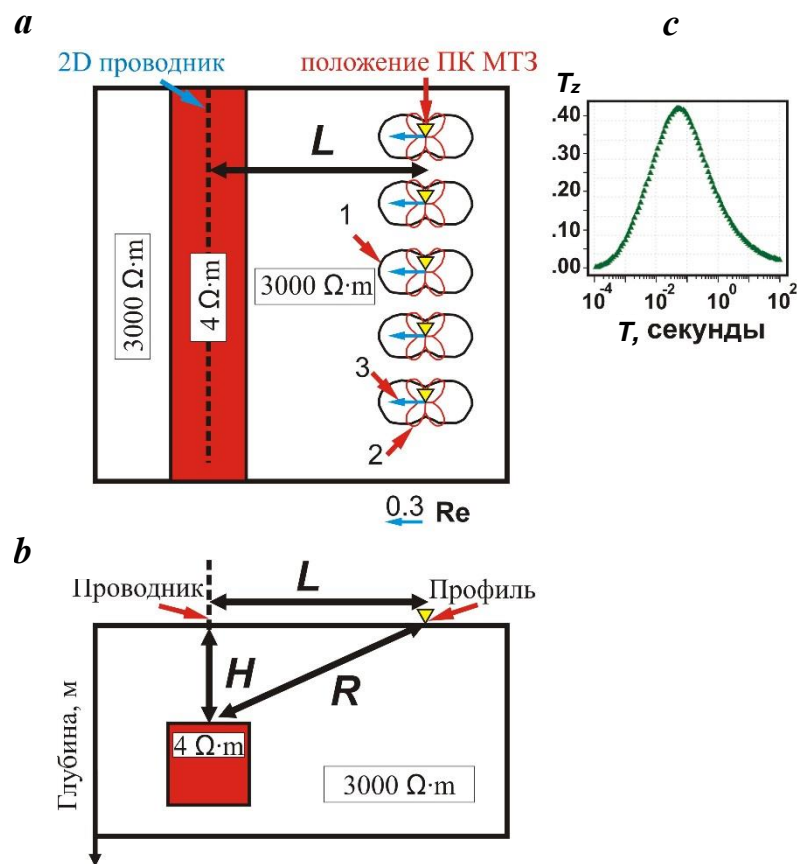 a
c
2D проводник
положение ПК МТЗ
L
1
3000 Ω·m
4 Ω·m
3000 Ω·m
3
2
0.3 Re
Tz
.40
.30
.20
.10
.00
10⁻⁴ 10⁻² 10⁰ 10²
T, секунды
b
Проводник
L
Профиль
H
R
4 Ω·m
3000 Ω·m
Глубина, м